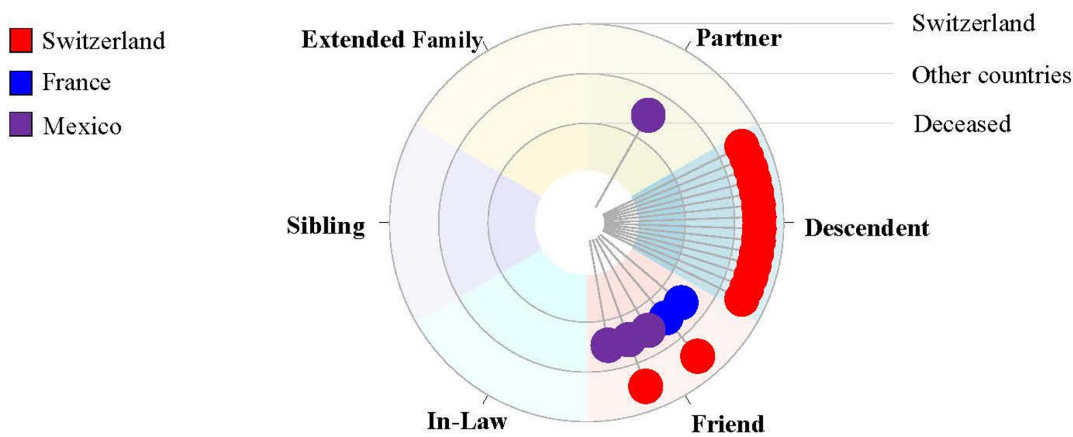 Switzerland
France
Mexico
Extended Family
Partner
Switzerland
Other countries
Deceased
Sibling
Descendent
In-Law
Friend